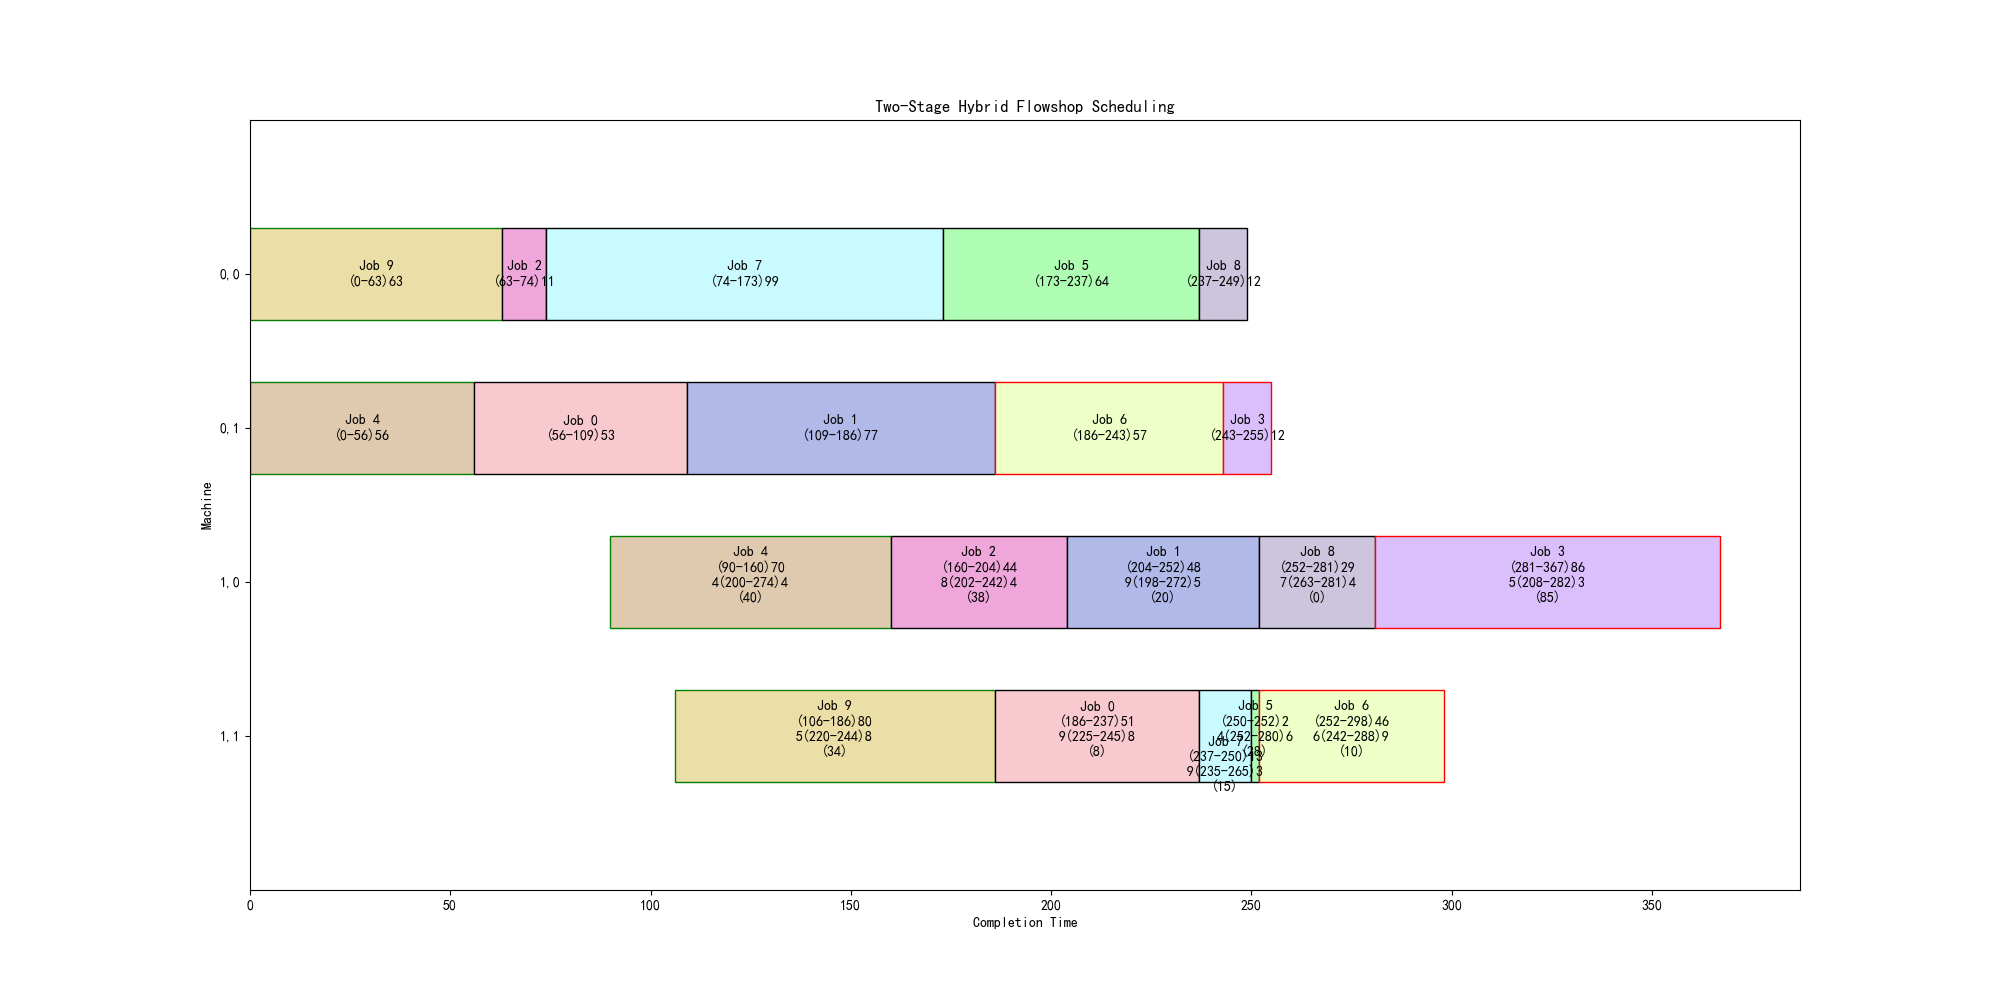 Two-Stage Hybrid Flowshop Scheduling
Machine
0,0
Job 9
(0-63)63
Job 2
(63-74)11
Job 7
(74-173)99
Job 5
(173-237)64
Job 8
(237-249)12
0,1
Job 4
(0-56)56
Job 0
(56-109)53
Job 1
(109-186)77
Job 6
(186-243)57
Job 3
(243-255)12
1,0
Job 4
(90-160)70
4(200-274)4
(40)
Job 2
(160-204)44
8(202-242)4
(38)
Job 1
(204-252)48
9(198-272)5
(20)
Job 8
(252-281)29
7(263-281)4
(0)
Job 3
(281-367)86
5(208-282)3
(85)
1,1
Job 9
(106-186)80
5(220-244)8
(34)
Job 0
(186-237)51
9(225-245)8
(8)
Job 7
(237-250)13
9(235-265)3
(15)
Job 5
(250-252)2
4(252-280)6
(28)
Job 6
(252-298)46
6(242-288)9
(10)
0
50
100
150
200
250
300
350
Completion Time